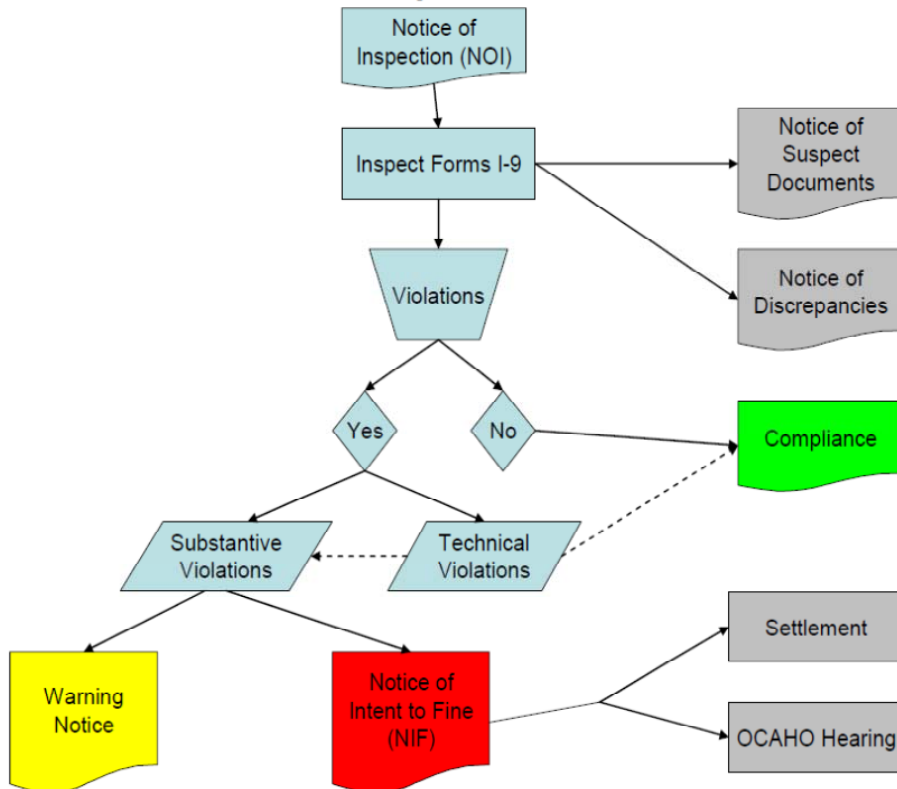 Notice of
Inspection (NOI)
Inspect Forms I-9
Notice of
Suspect
Documents
Notice of
Discrepancies
Violations
Yes
No
Compliance
Substantive
Violations
Technical
Violations
Warning
Notice
Notice of
Intent to Fine
(NIF)
Settlement
OCAHO Hearing